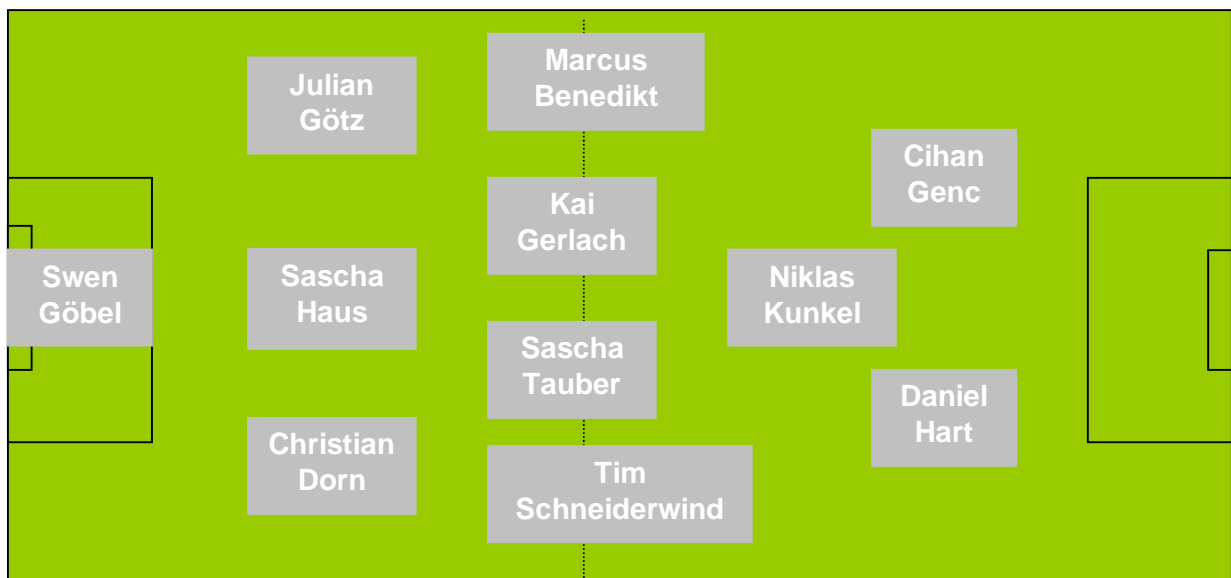 Swen
Göbel
Julian
Götz
Sascha
Haus
Christian
Dorn
Marcus
Benedikt
Kai
Gerlach
Sascha
Tauber
Tim
Schneiderwind
Niklas
Kunkel
Cihan
Genc
Daniel
Hart